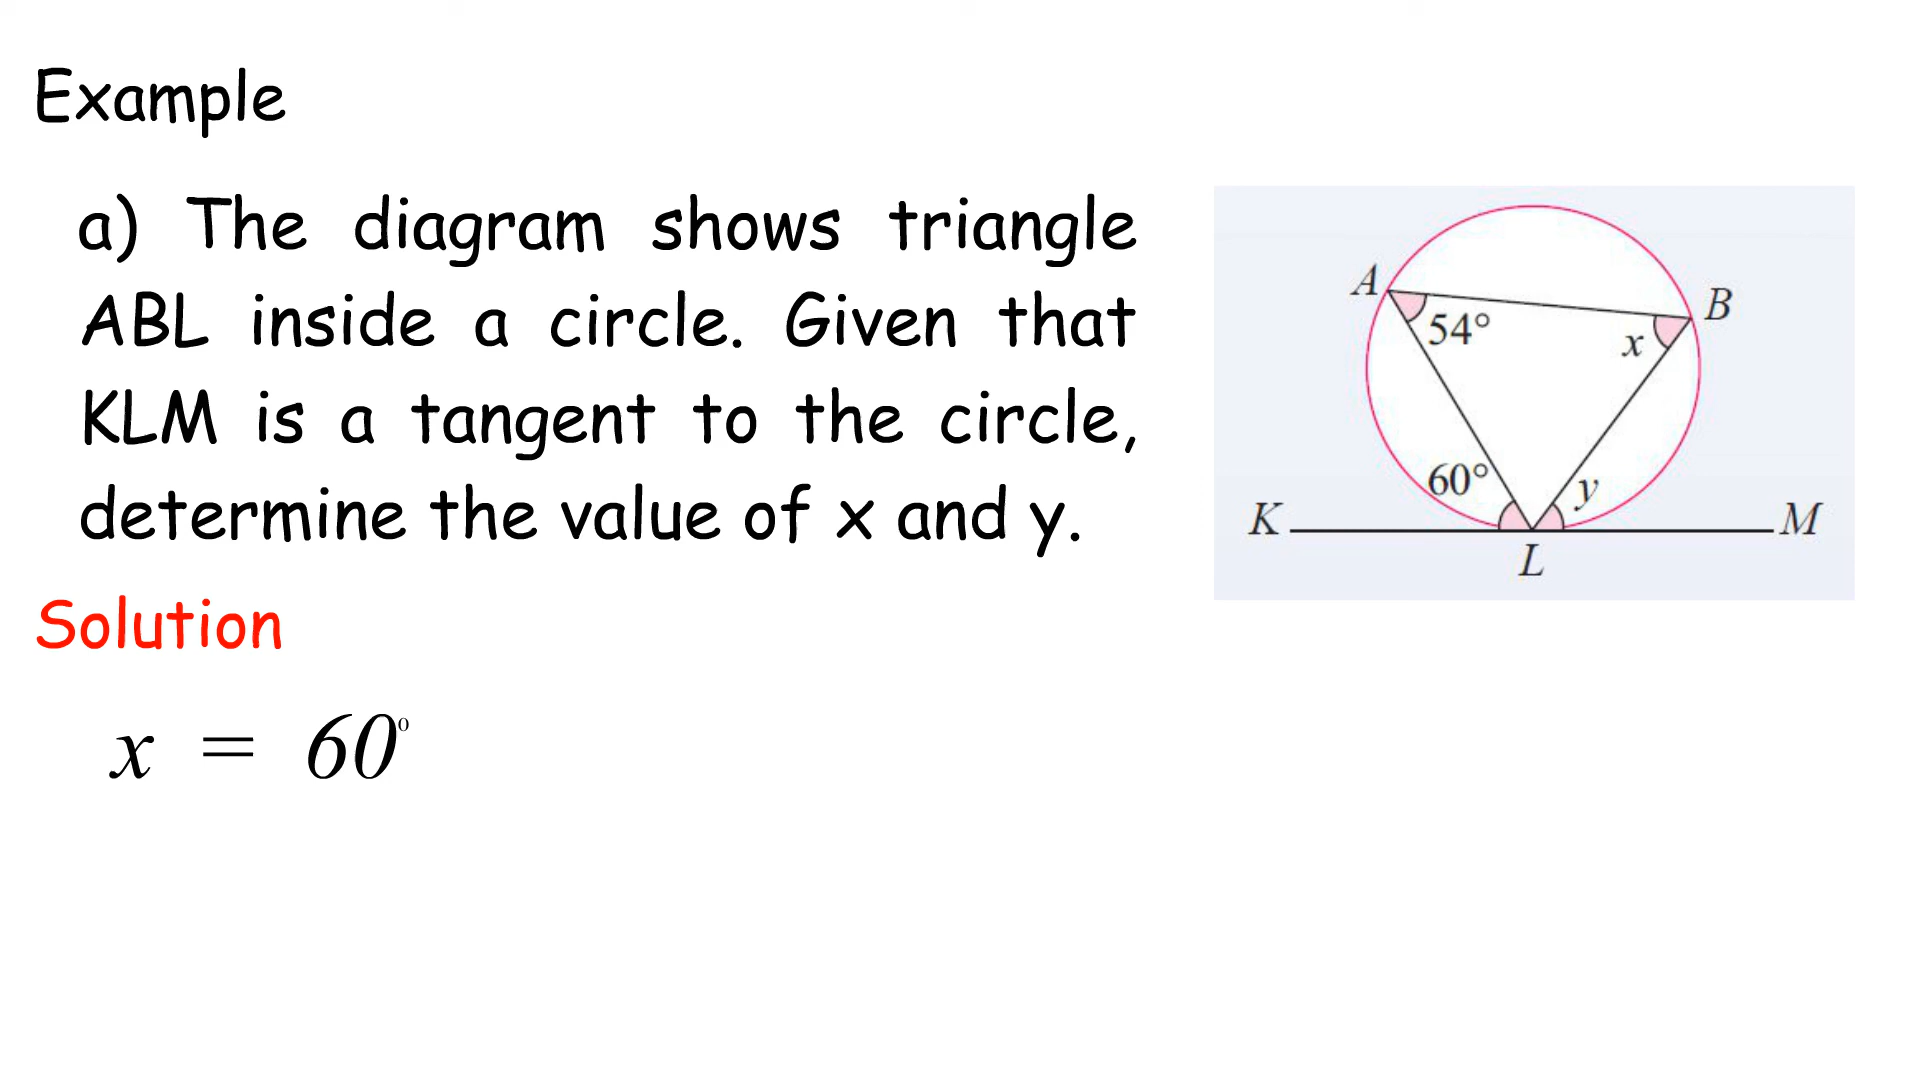 Example
a) The diagram shows triangle
ABL inside a circle. Given that
KLM is a tangent to the circle,
determine the value of x and y.
A
B
54°
x
60°
y
K
M
L
Solution
x = 60°